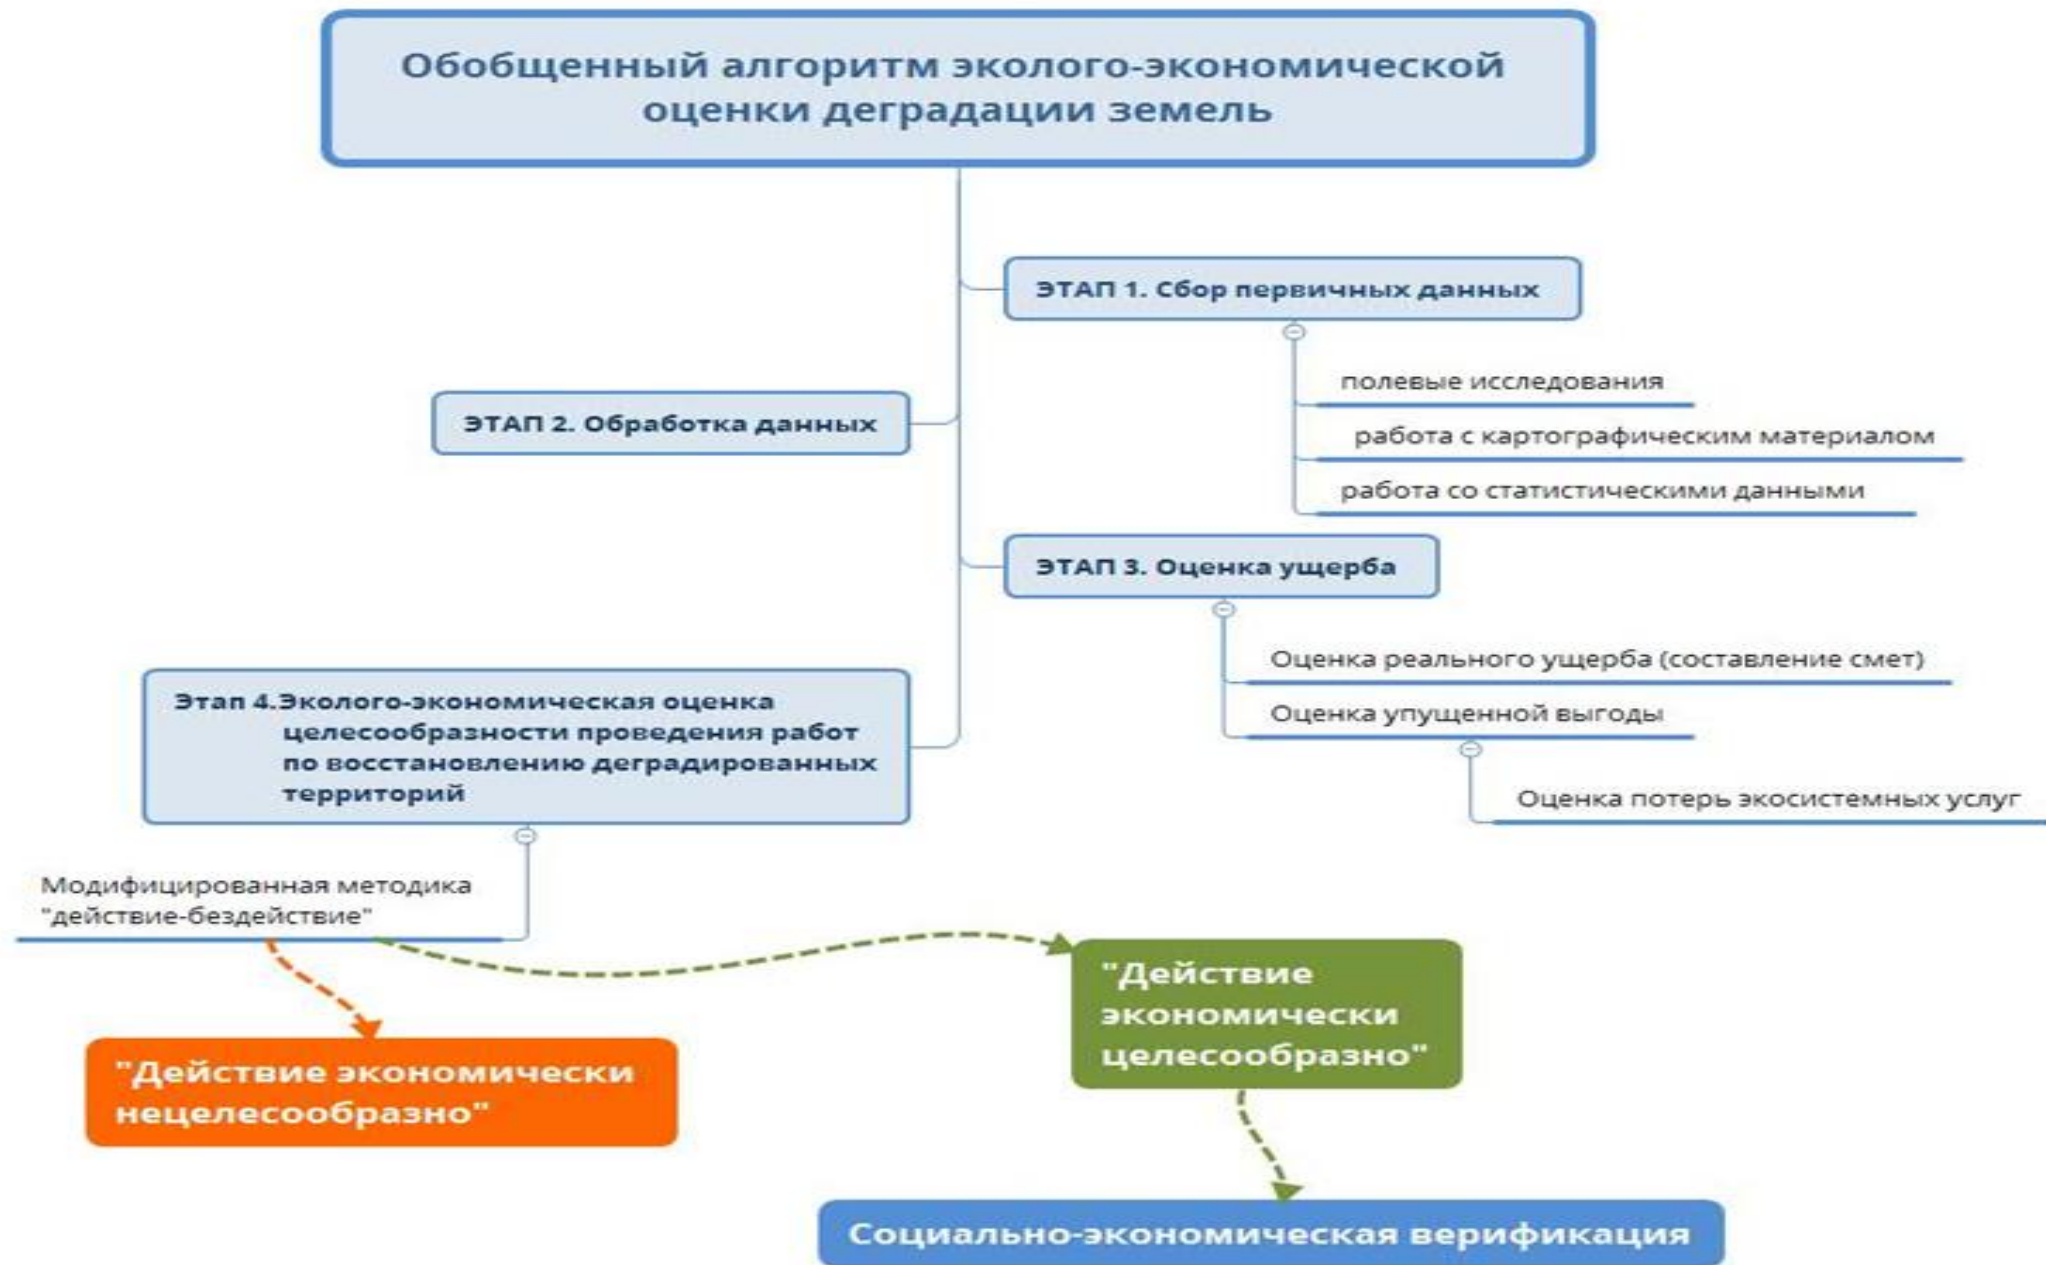 Обобщенный алгоритм эколого-экономической
оценки деградации земель
ЭТАП 1. Сбор первичных данных
полевые исследования
работа с картографическим материалом
работа со статистическими данными
ЭТАП 2. Обработка данных
ЭТАП 3. Оценка ущерба
Оценка реального ущерба (составление смет)
Оценка упущенной выгоды
Оценка потерь экосистемных услуг
Этап 4.Эколого-экономическая оценка
целесообразности проведения работ
по восстановлению деградированных
территорий
Модифицированная методика
"действие-бездействие"
"Действие экономически
нецелесообразно"
"Действие
экономически
целесообразно"
Социально-экономическая верификация